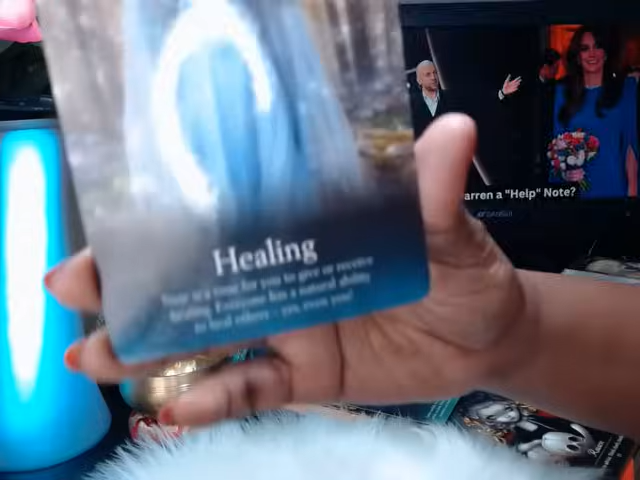 Healing
Now is a time for you to give or receive
healing. Everyone has a natural ability
to heal others – yes, even you!
arren a "Help" Note?